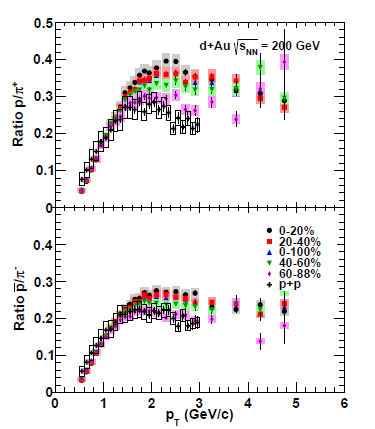 0.5
d+Au √s_NN = 200 GeV
0.4
Ratio p/π⁺
0.3
0.2
0.1
0
0-20%
20-40%
0.4
0-100%
40-60%
60-88%
0.3
p+p
Ratio p̅/π⁻
0.2
0.1
0
0 1 2 3 4 5 6
p_T (GeV/c)